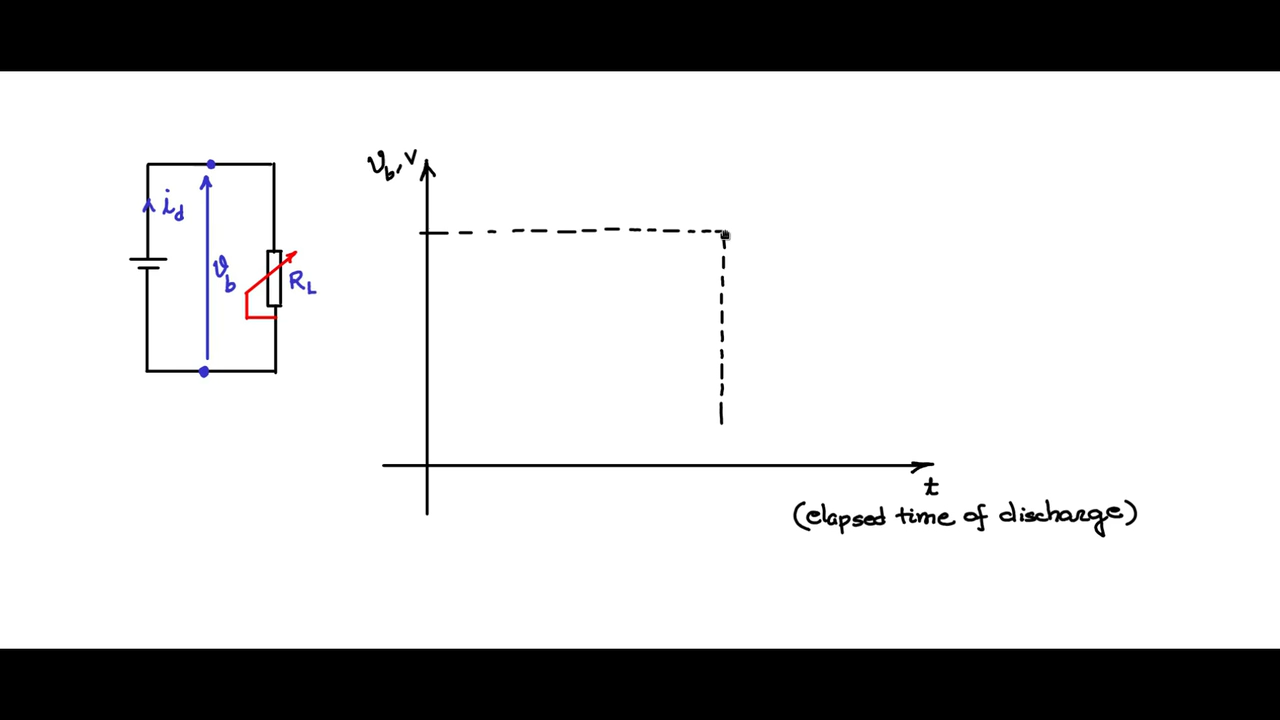 v_b, V
i_d
v_b
R_L
t
(elapsed time of discharge)